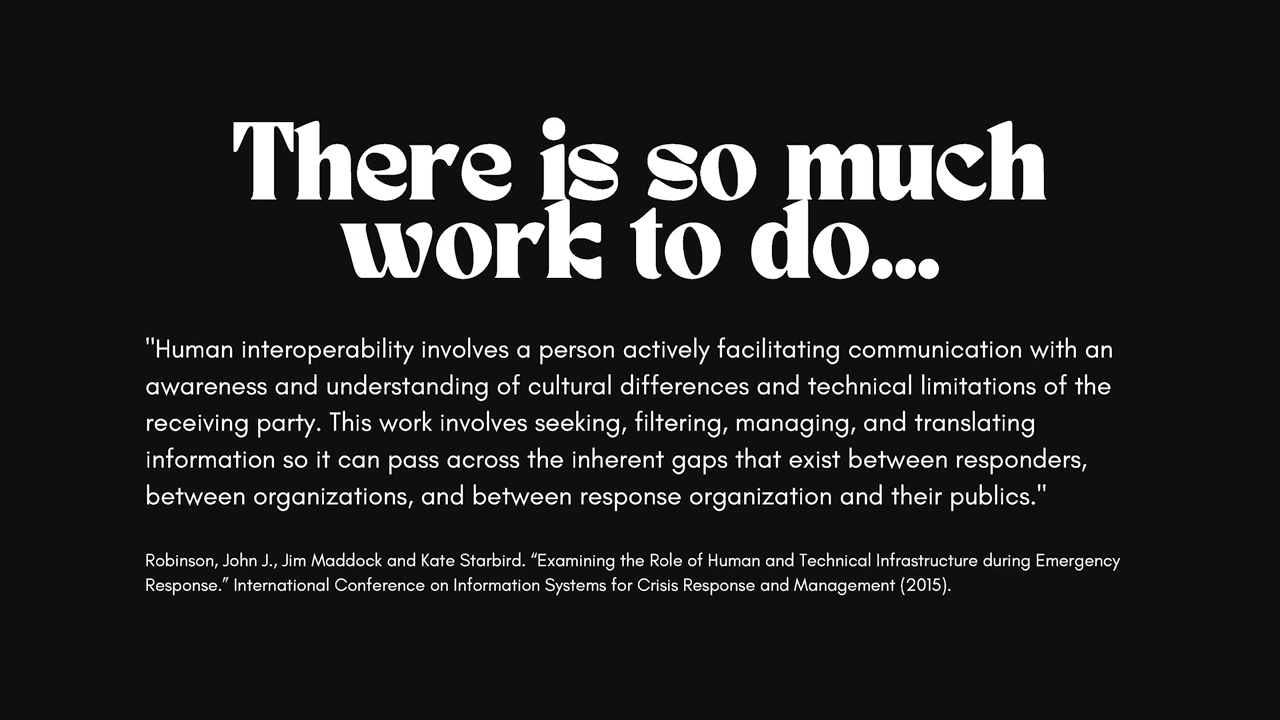 There is so much
work to do...
"Human interoperability involves a person actively facilitating communication with an
awareness and understanding of cultural differences and technical limitations of the
receiving party. This work involves seeking, filtering, managing, and translating
information so it can pass across the inherent gaps that exist between responders,
between organizations, and between response organization and their publics."
Robinson, John J., Jim Maddock and Kate Starbird. “Examining the Role of Human and Technical Infrastructure during Emergency
Response.” International Conference on Information Systems for Crisis Response and Management (2015).